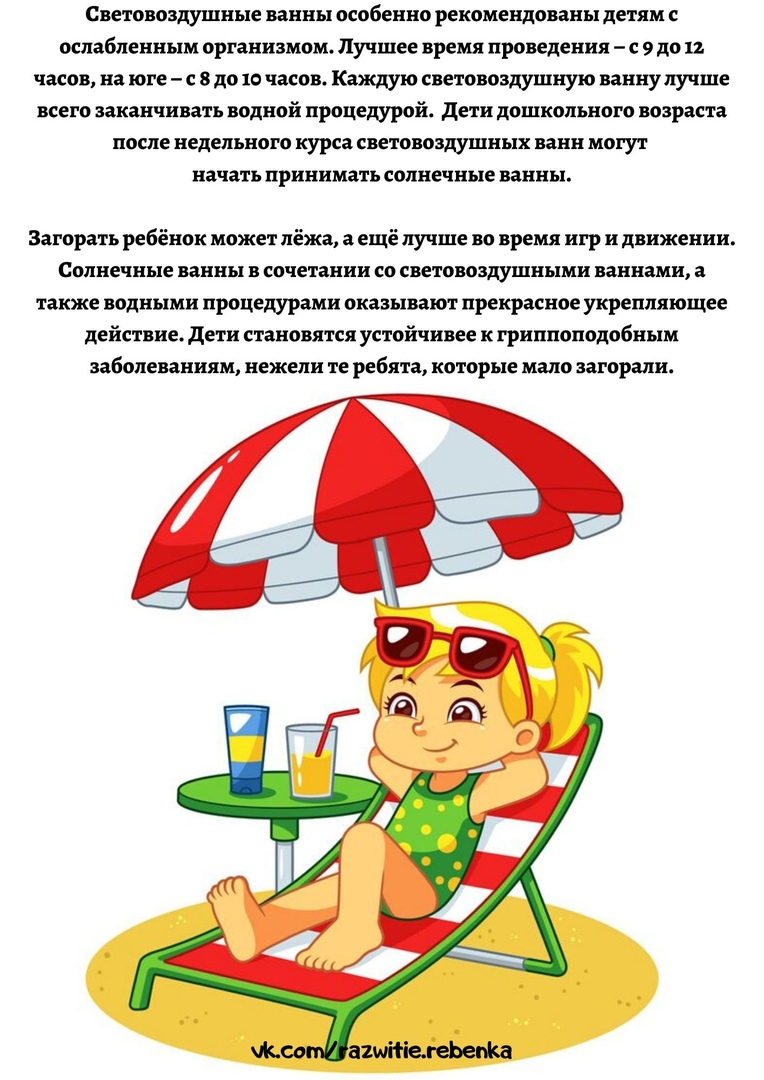 Световоздушные ванны особенно рекомендованы детям с
ослабленным организмом. Лучшее время проведения – с 9 до 12
часов, на юге – с 8 до 10 часов. Каждую световоздушную ванну лучше
всего заканчивать водной процедурой. Дети дошкольного возраста
после недельного курса световоздушных ванн могут
начать принимать солнечные ванны.
Загорать ребёнок может лёжа, а ещё лучше во время игр и движении.
Солнечные ванны в сочетании со световоздушными ваннами, а
также водными процедурами оказывают прекрасное укрепляющее
действие. Дети становятся устойчивее к гриппоподобным
заболеваниям, нежели те ребята, которые мало загорали.
vk.com/razwitie.rebenka